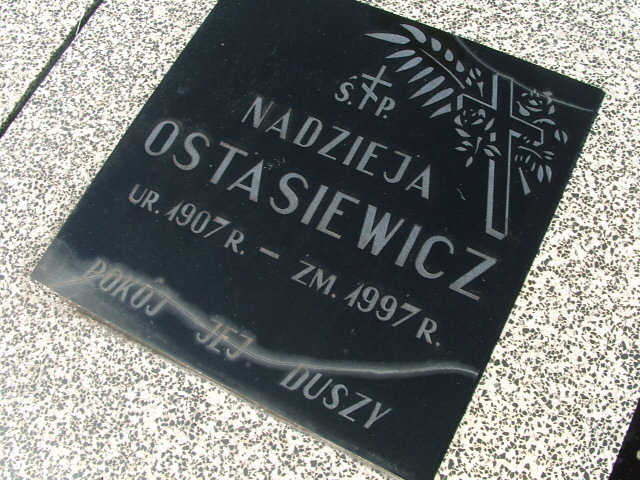 Ś.P.
NADZIEJA
OSTASIEWICZ
UR. 1907 R. – ZM. 1997 R.
POKÓJ JEJ DUSZY